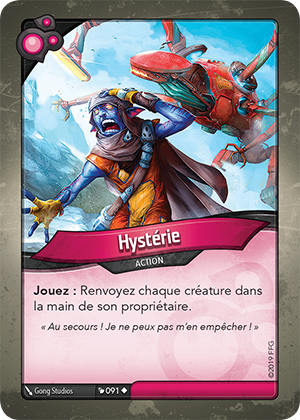 Hystérie
ACTION
Jouez : Renvoyez chaque créature dans
la main de son propriétaire.
« Au secours ! Je ne peux pas m'en empêcher ! »
©2019 FFG
Gong Studios
091